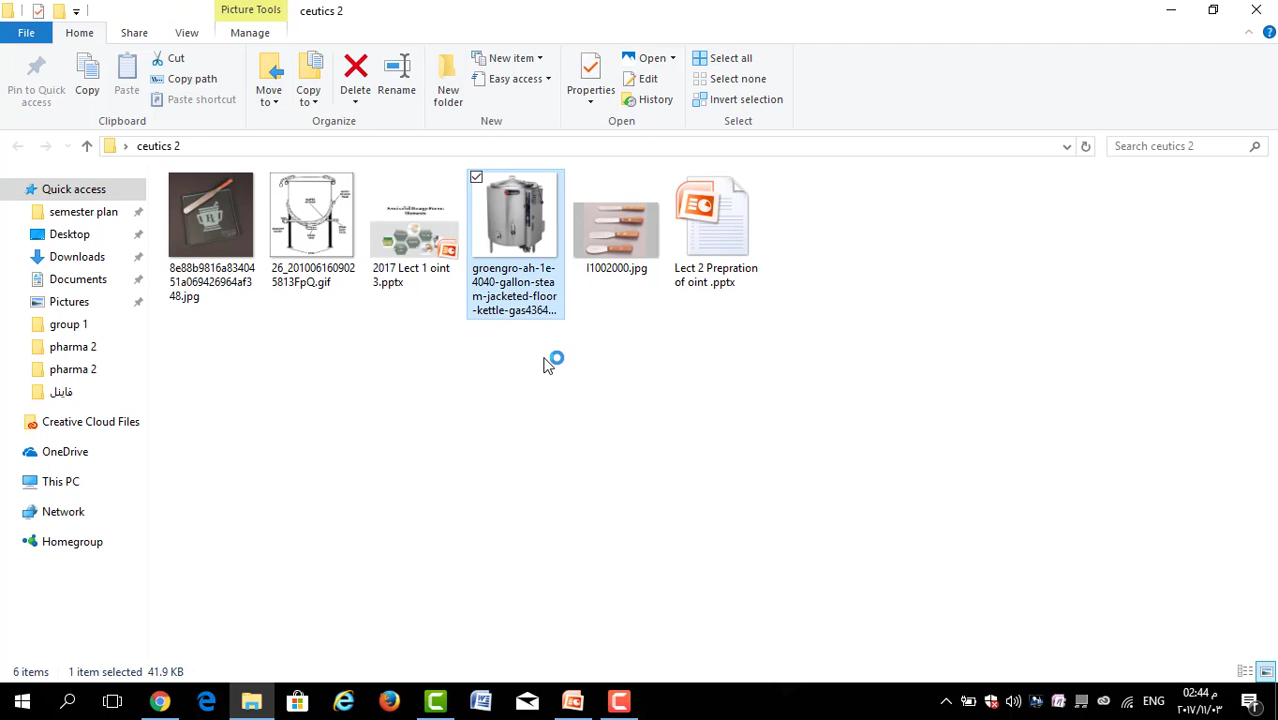 Picture Tools
ceutics 2
File
Home
Share
View
Manage
Pin to Quick
access
Copy
Paste
Cut
Copy path
Paste shortcut
Clipboard
Move
to
Copy
to
Delete
Rename
Organize
New
folder
New item
Easy access
New
Properties
Open
Edit
History
Open
Select all
Select none
Invert selection
Select
ceutics 2
Search ceutics 2
Quick access
semester plan
Desktop
Downloads
Documents
Pictures
group 1
pharma 2
pharma 2
فاينل
Creative Cloud Files
OneDrive
This PC
Network
Homegroup
8e88b9816a83404
51a069426964af3
48.jpg
26_201006160902
5813FpQ.gif
2017 Lect 1 oint
3.pptx
groengro-ah-1e-
4040-gallon-stea
m-jacketed-floor
-kettle-gas4364...
I1002000.jpg
Lect 2 Prepration
of oint .pptx
6 items
1 item selected 41.9 KB
ENG
02:44 م
٢٠١٧/١١/٠٣